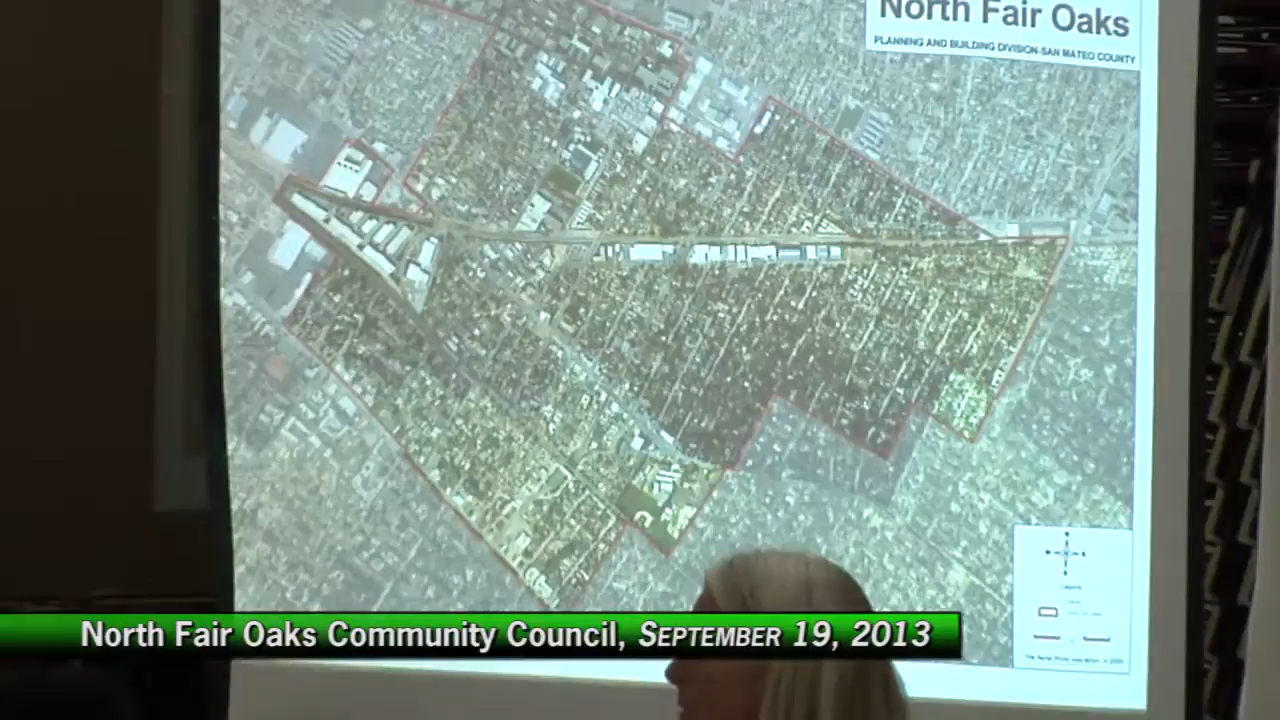 North Fair Oaks
PLANNING AND BUILDING DIVISION-SAN MATEO COUNTY
North Fair Oaks Community Council, September 19, 2013